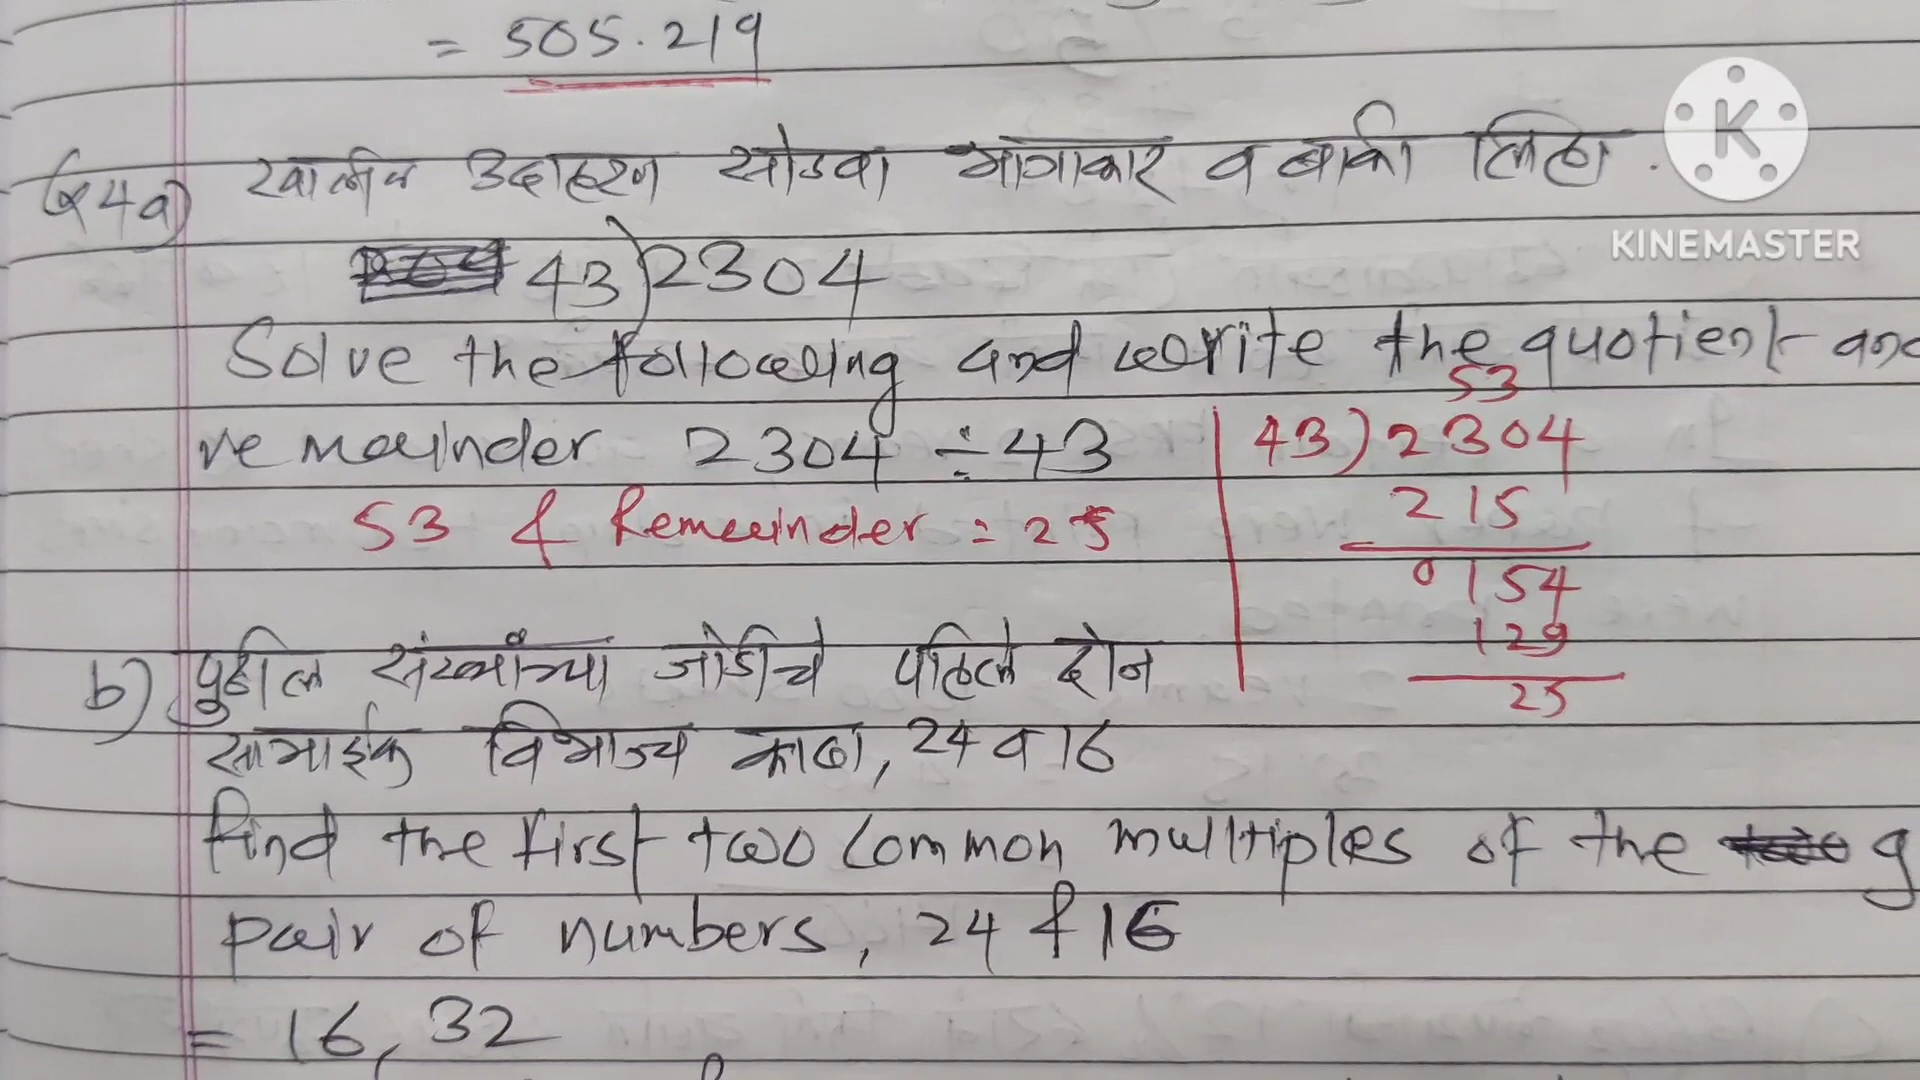 = 505.219
Q4a) खालील उदाहरण सोडवा भागाकार व बाकी लिहा.
K
KINEMASTER
43)2304
Solve the following and write the quotient and
remainder 2304 ÷ 43
53
43)2304
215
0154
129
25
53 & Remainder = 25
b) पुढील संख्यांच्या जोडीचे पहिले दोन
सामाईक विभाज्य काढा, 24 व 16
find the first two common multiples of the g
pair of numbers, 24 & 16
= 16, 32